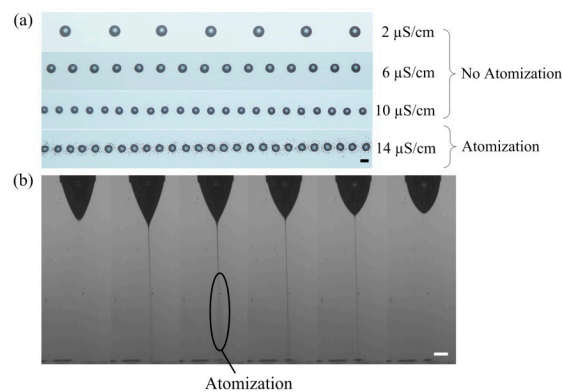 (a)
2 µS/cm
6 µS/cm
No Atomization
10 µS/cm
14 µS/cm
Atomization
(b)
Atomization